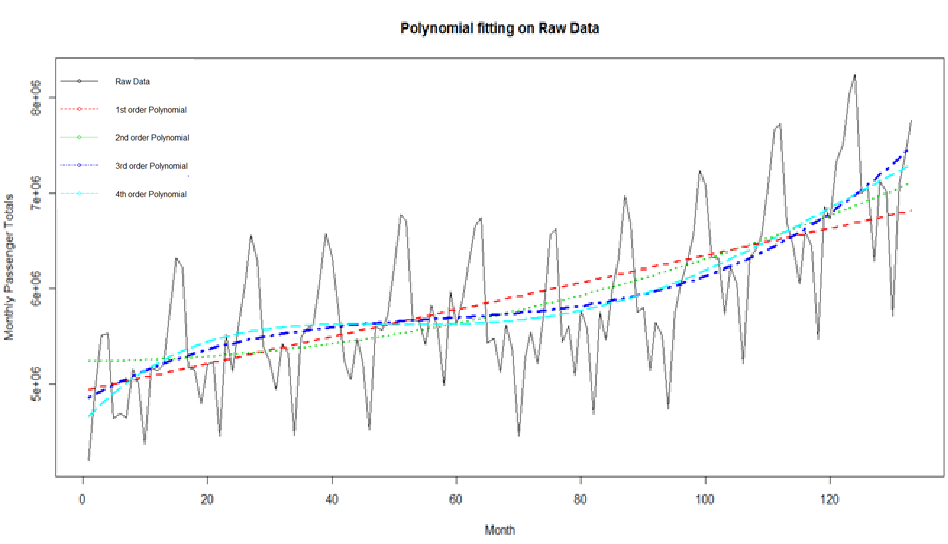 Polynomial fitting on Raw Data
Raw Data
1st order Polynomial
2nd order Polynomial
3rd order Polynomial
4th order Polynomial
8e+06
7e+06
6e+06
5e+06
Monthly Passenger Totals
0 20 40 60 80 100 120
Month